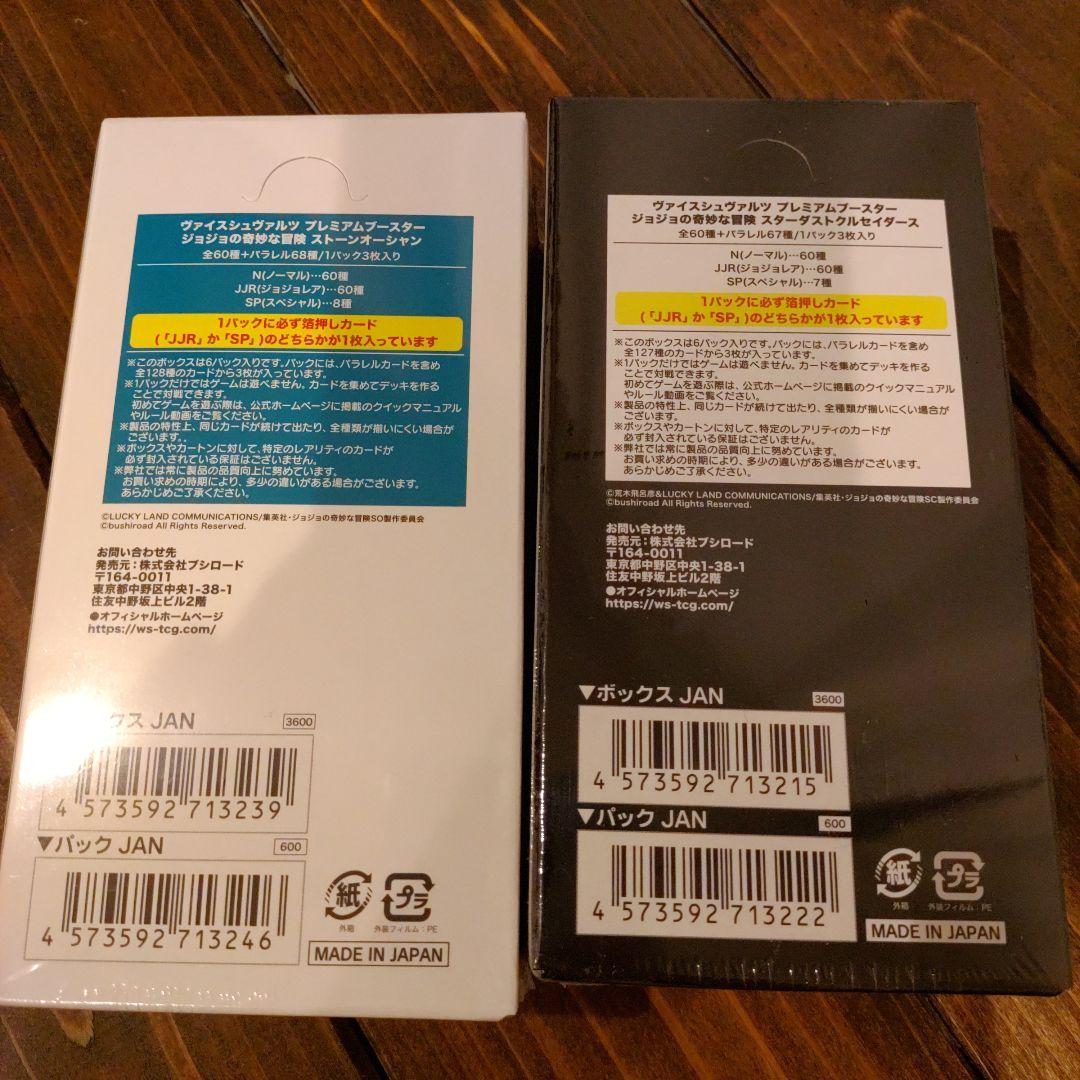 ヴァイスシュヴァルツ プレミアムブースター
ジョジョの奇妙な冒険 ストーンオーシャン
全60種+パラレル68種/1パック3枚入り
N(ノーマル)…60種
JJR(ジョジョレア)…60種
SP(スペシャル)…8種
1パックに必ず箔押しカード
(「JJR」か「SP」)のどちらかが1枚入っています
※このボックスは6パック入りです。パックには、パラレルカードを含め
全128種のカードから3枚が入っています。
※1パックだけではゲームは遊べません。カードを集めてデッキを作る
ことで対戦できます。
初めてゲームを遊ぶ際は、公式ホームページに掲載のクイックマニュアル
やルール動画をご覧ください。
※製品の特性上、同じカードが続けて出たり、全種類が揃いにくい場合が
ございます。.
※ボックスやカートンに対して、特定のレアリティのカードが
必ず封入されている保証はございません。
※弊社では常に製品の品質向上に努めています。
お買い求めの時期により、多少の違いがある場合がございます。
あらかじめご了承ください。
©LUCKY LAND COMMUNICATIONS/集英社・ジョジョの奇妙な冒険SO製作委員会
©bushiroad All Rights Reserved.
お問い合わせ先
発売元:株式会社ブシロード
〒164-0011
東京都中野区中央1-38-1
住友中野坂上ビル2階
●オフィシャルホームページ
https://ws-tcg.com/
クス JAN 3600
4 573592 713239
▼パック JAN 600
4 573592 713246
紙
外箱
プラ
外装フィルム:PE
MADE IN JAPAN
ヴァイスシュヴァルツ プレミアムブースター
ジョジョの奇妙な冒険 スターダストクルセイダース
全60種+パラレル67種/1パック3枚入り
N(ノーマル)…60種
JJR(ジョジョレア)…60種
SP(スペシャル)…7種
1パックに必ず箔押しカード
(「JJR」か「SP」)のどちらかが1枚入っています
※このボックスは6パック入りです。パックには、パラレルカードを含め
全127種のカードから3枚が入っています。
※1パックだけではゲームは遊べません。カードを集めてデッキを作る
ことで対戦できます。
初めてゲームを遊ぶ際は、公式ホームページに掲載のクイックマニュアル
やルール動画をご覧ください。
※製品の特性上、同じカードが続けて出たり、全種類が揃いにくい場合が
ございます。
※ボックスやカートンに対して、特定のレアリティのカードが
必ず封入されている保証はございません。
※弊社では常に製品の品質向上に努めています。
お買い求めの時期により、多少の違いがある場合がございます。
あらかじめご了承ください。
©荒木飛呂彦&LUCKY LAND COMMUNICATIONS/集英社・ジョジョの奇妙な冒険SC製作委員会
©bushiroad All Rights Reserved.
お問い合わせ先
発売元:株式会社ブシロード
〒164-0011
東京都中野区中央1-38-1
住友中野坂上ビル2階
●オフィシャルホームページ
https://ws-tcg.com/
▼ボックス JAN 3600
4 573592 713215
▼パック JAN 600
4 573592 713222
紙
外箱
プラ
外装フィルム:PE
MADE IN JAPAN